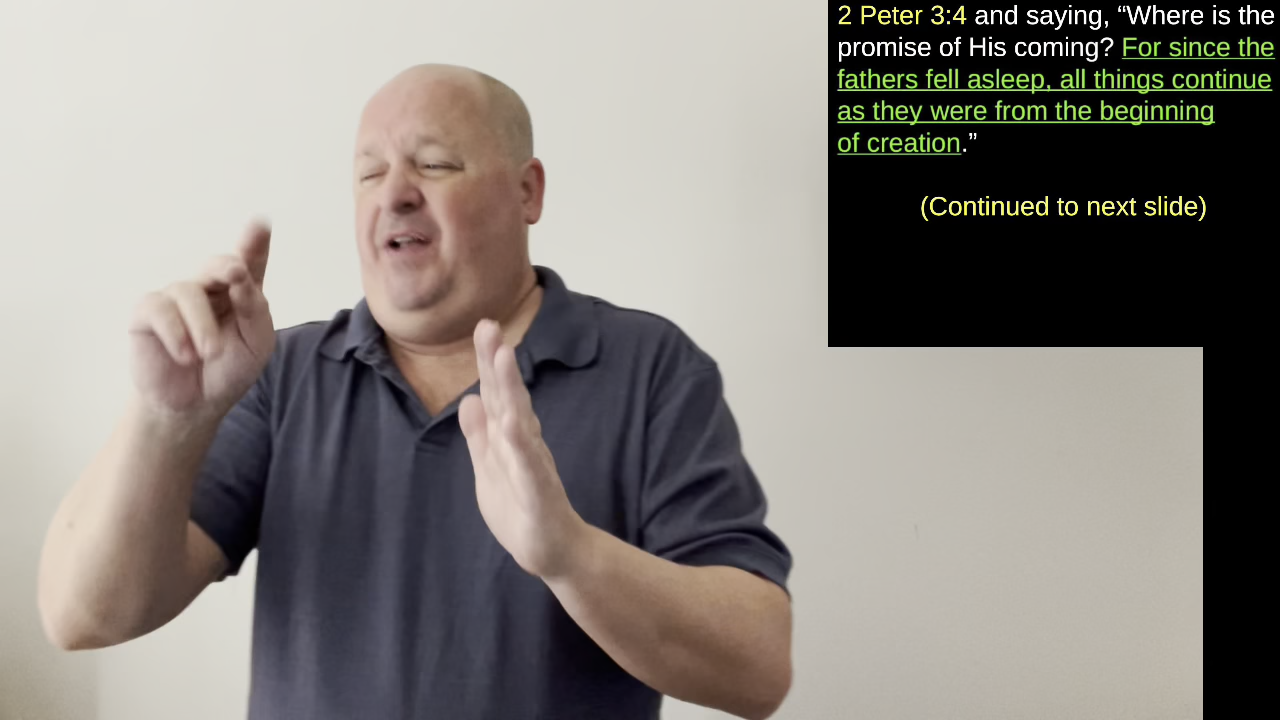 2 Peter 3:4 and saying, “Where is the
promise of His coming? For since the
fathers fell asleep, all things continue
as they were from the beginning
of creation.”
(Continued to next slide)